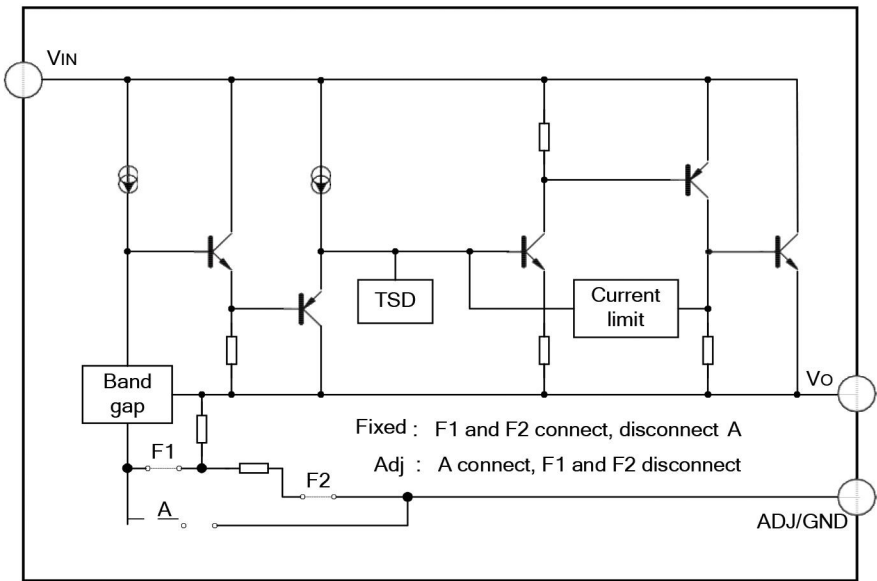 VIN
TSD
Current
limit
Band
gap
VO
Fixed : F1 and F2 connect, disconnect A
F1
Adj : A connect, F1 and F2 disconnect
F2
A
ADJ/GND